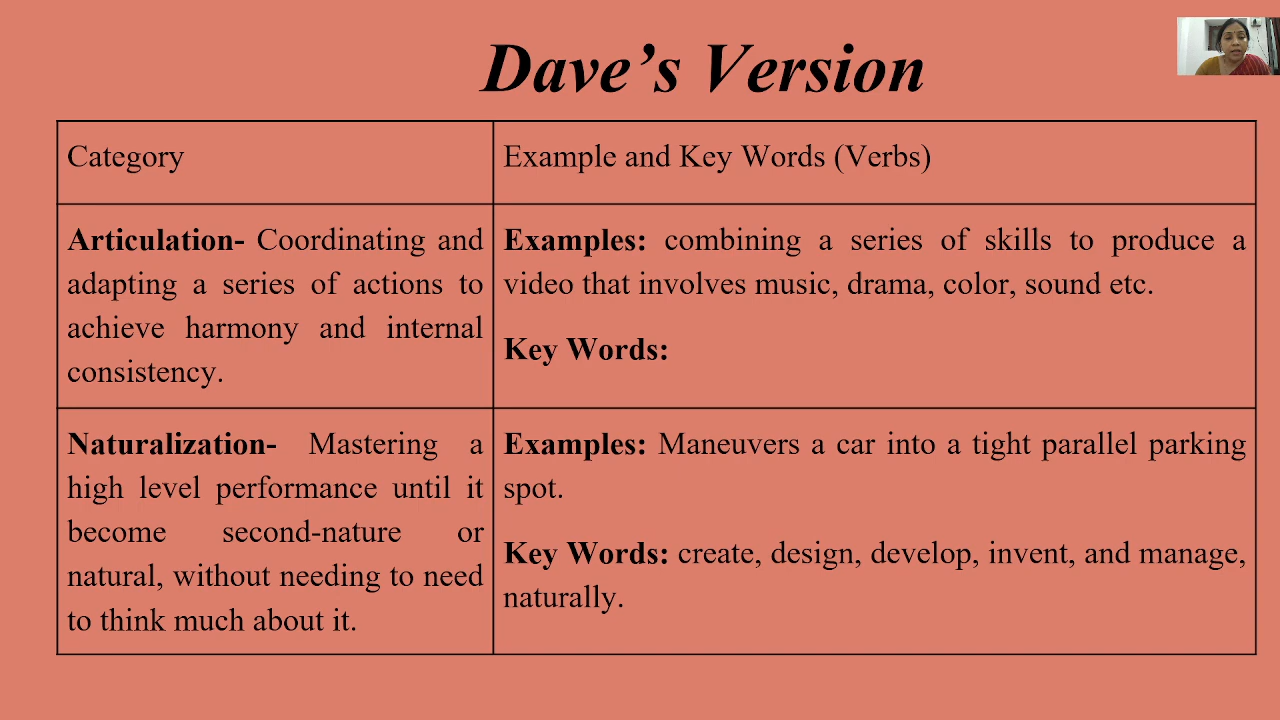 Dave’s Version
Category
Example and Key Words (Verbs)
Articulation- Coordinating and
adapting a series of actions to
achieve harmony and internal
consistency.
Examples: combining a series of skills to produce a
video that involves music, drama, color, sound etc.
Key Words:
Naturalization- Mastering a
high level performance until it
become second-nature or
natural, without needing to need
to think much about it.
Examples: Maneuvers a car into a tight parallel parking
spot.
Key Words: create, design, develop, invent, and manage,
naturally.